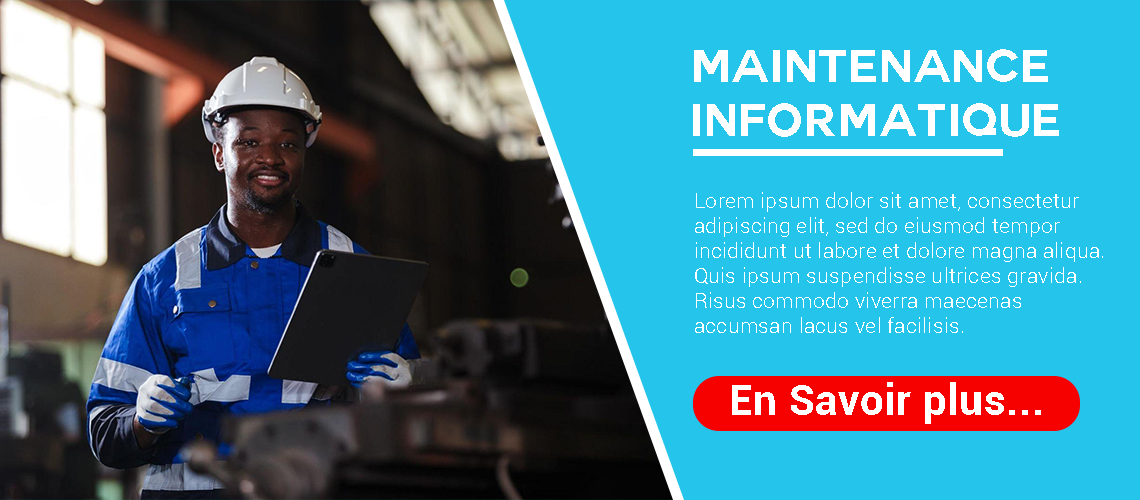 MAINTENANCE
INFORMATIQUE
Lorem ipsum dolor sit amet, consectetur
adipiscing elit, sed do eiusmod tempor
incididunt ut labore et dolore magna aliqua.
Quis ipsum suspendisse ultrices gravida.
Risus commodo viverra maecenas
accumsan lacus vel facilisis.
En Savoir plus...